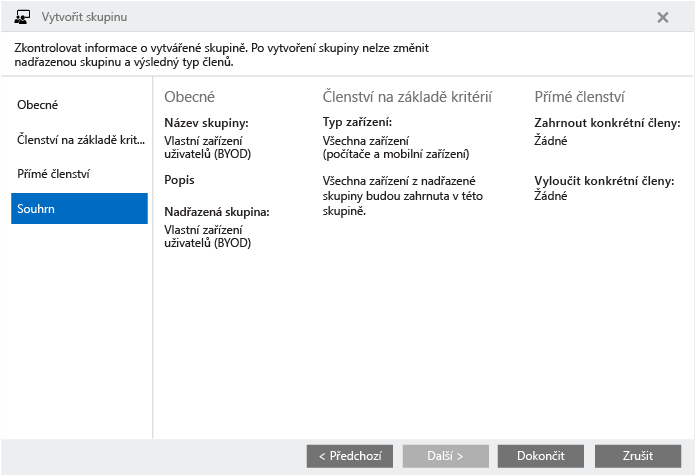 Vytvořit skupinu
Zkontrolovat informace o vytvářené skupině. Po vytvoření skupiny nelze změnit
nadřazenou skupinu a výsledný typ členů.
Obecné
Členství na základě krit...
Přímé členství
Souhrn
Obecné
Název skupiny:
Vlastní zařízení
uživatelů (BYOD)
Popis
Nadřazená skupina:
Vlastní zařízení
uživatelů (BYOD)
Členství na základě kritérií
Typ zařízení:
Všechna zařízení
(počítače a mobilní zařízení)
Všechna zařízení z nadřazené
skupiny budou zahrnuta v této
skupině.
Přímé členství
Zahrnout konkrétní členy:
Žádné
Vyloučit konkrétní členy:
Žádné
< Předchozí
Další >
Dokončit
Zrušit